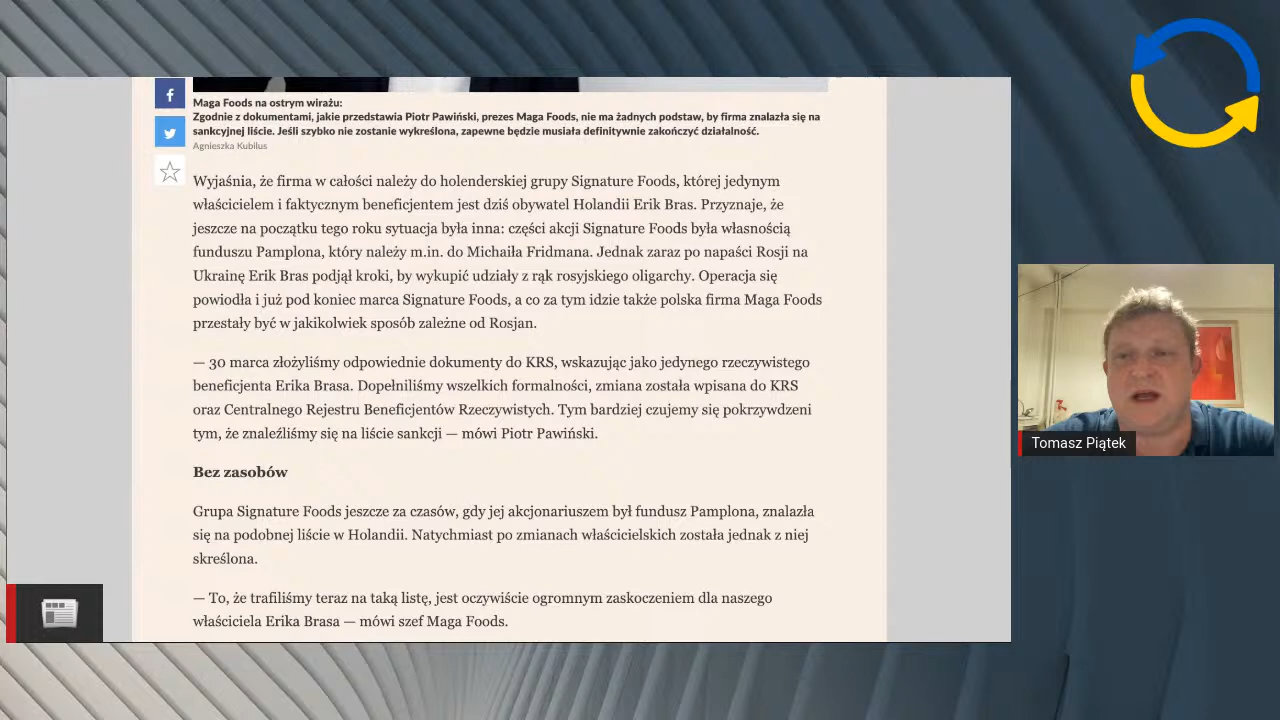 Maga Foods na ostrym wirażu:
Zgodnie z dokumentami, jakie przedstawia Piotr Pawiński, prezes Maga Foods, nie ma żadnych podstaw, by firma znalazła się na
sankcyjnej liście. Jeśli szybko nie zostanie wykreślona, zapewne będzie musiała definitywnie zakończyć działalność.
Agnieszka Kubilus
Wyjaśnia, że firma w całości należy do holenderskiej grupy Signature Foods, której jedynym
właścicielem i faktycznym beneficjentem jest dziś obywatel Holandii Erik Bras. Przyznaje, że
jeszcze na początku tego roku sytuacja była inna: części akcji Signature Foods była własnością
funduszu Pamplona, który należy m.in. do Michaiła Fridmana. Jednak zaraz po napaści Rosji na
Ukrainę Erik Bras podjął kroki, by wykupić udziały z rąk rosyjskiego oligarchy. Operacja się
powiodła i już pod koniec marca Signature Foods, a co za tym idzie także polska firma Maga Foods
przestały być w jakikolwiek sposób zależne od Rosjan.
— 30 marca złożyliśmy odpowiednie dokumenty do KRS, wskazując jako jedynego rzeczywistego
beneficjenta Erika Brasa. Dopełniliśmy wszelkich formalności, zmiana została wpisana do KRS
oraz Centralnego Rejestru Beneficjentów Rzeczywistych. Tym bardziej czujemy się pokrzywdzeni
tym, że znaleźliśmy się na liście sankcji — mówi Piotr Pawiński.
Bez zasobów
Grupa Signature Foods jeszcze za czasów, gdy jej akcjonariuszem był fundusz Pamplona, znalazła
się na podobnej liście w Holandii. Natychmiast po zmianach właścicielskich została jednak z niej
skreślona.
— To, że trafiliśmy teraz na taką listę, jest oczywiście ogromnym zaskoczeniem dla naszego
właściciela Erika Brasa — mówi szef Maga Foods.
Tomasz Piątek